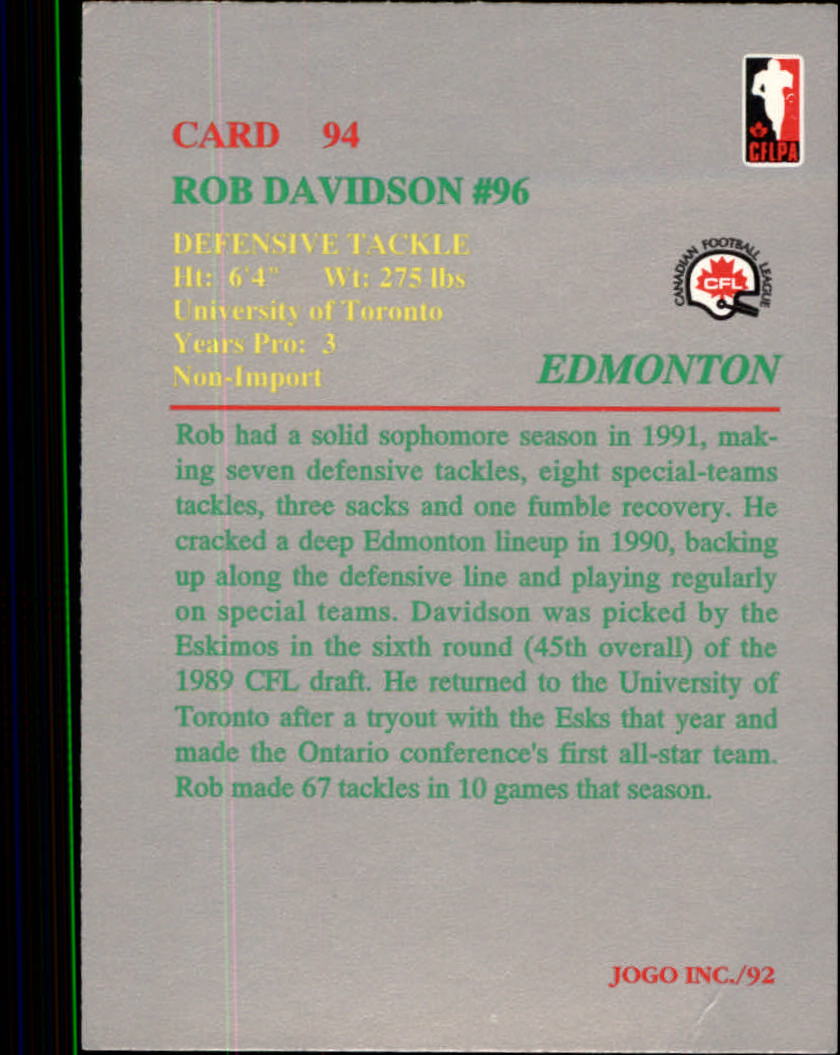 CARD 94
CFLPA
ROB DAVIDSON #96
DEFENSIVE TACKLE
Ht: 6'4" Wt: 275 lbs
University of Toronto
Years Pro: 3
Non-Import
CANADIAN FOOTBALL LEAGUE
CFL
EDMONTON
Rob had a solid sophomore season in 1991, mak-
ing seven defensive tackles, eight special-teams
tackles, three sacks and one fumble recovery. He
cracked a deep Edmonton lineup in 1990, backing
up along the defensive line and playing regularly
on special teams. Davidson was picked by the
Eskimos in the sixth round (45th overall) of the
1989 CFL draft. He returned to the University of
Toronto after a tryout with the Esks that year and
made the Ontario conference's first all-star team.
Rob made 67 tackles in 10 games that season.
JOGO INC./92